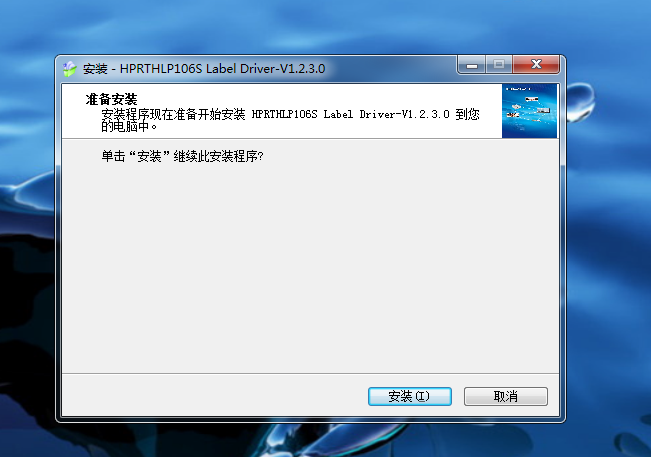 安装 - HPRTHLP106S Label Driver-V1.2.3.0
准备安装
安装程序现在准备开始安装 HPRTHLP106S Label Driver-V1.2.3.0 到您
的电脑中。
单击“安装”继续此安装程序?
安装(I) 取消